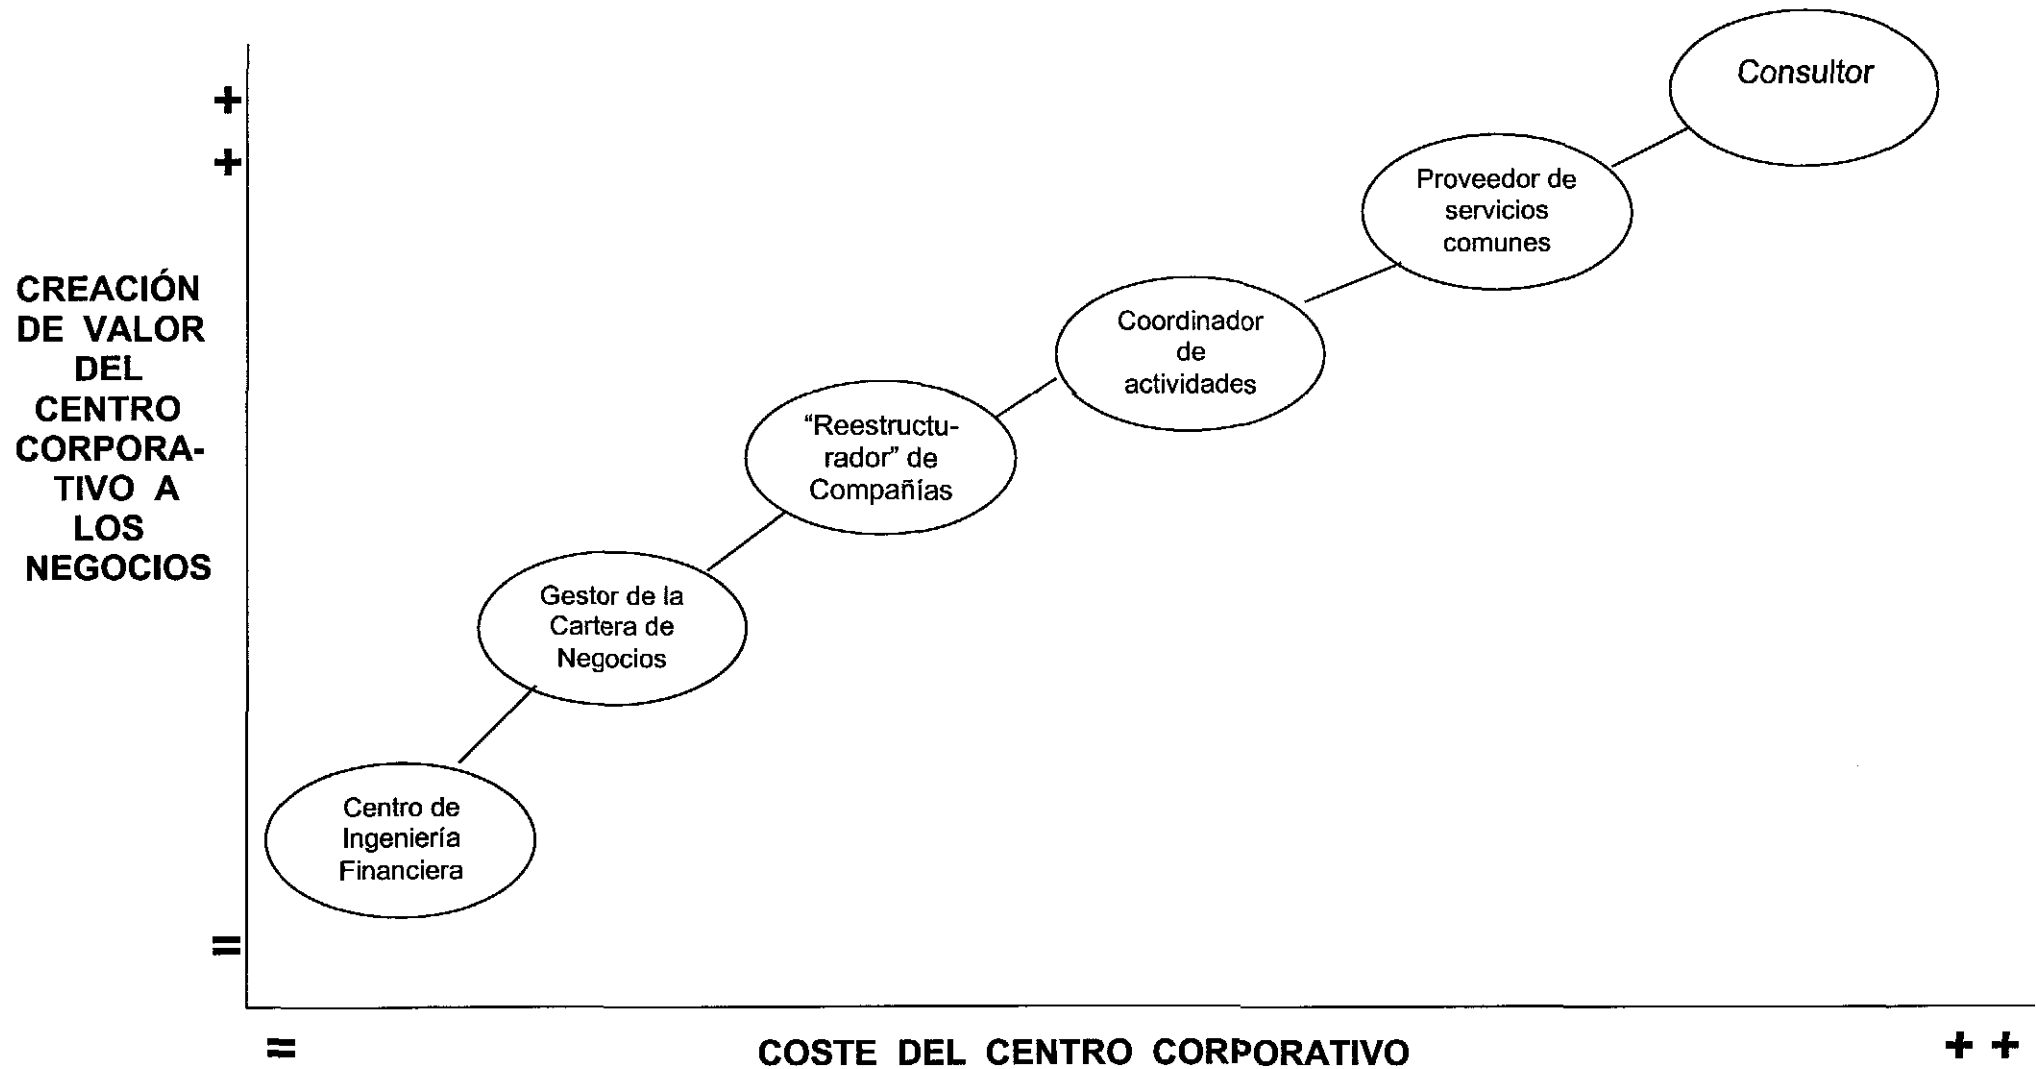 +
+
CREACIÓN
DE VALOR
DEL
CENTRO
CORPORA-
TIVO A
LOS
NEGOCIOS
=
Consultor
Proveedor de
servicios
comunes
Coordinador
de
actividades
“Reestructu-
rador” de
Compañías
Gestor de la
Cartera de
Negocios
Centro de
Ingeniería
Financiera
= COSTE DEL CENTRO CORPORATIVO ++